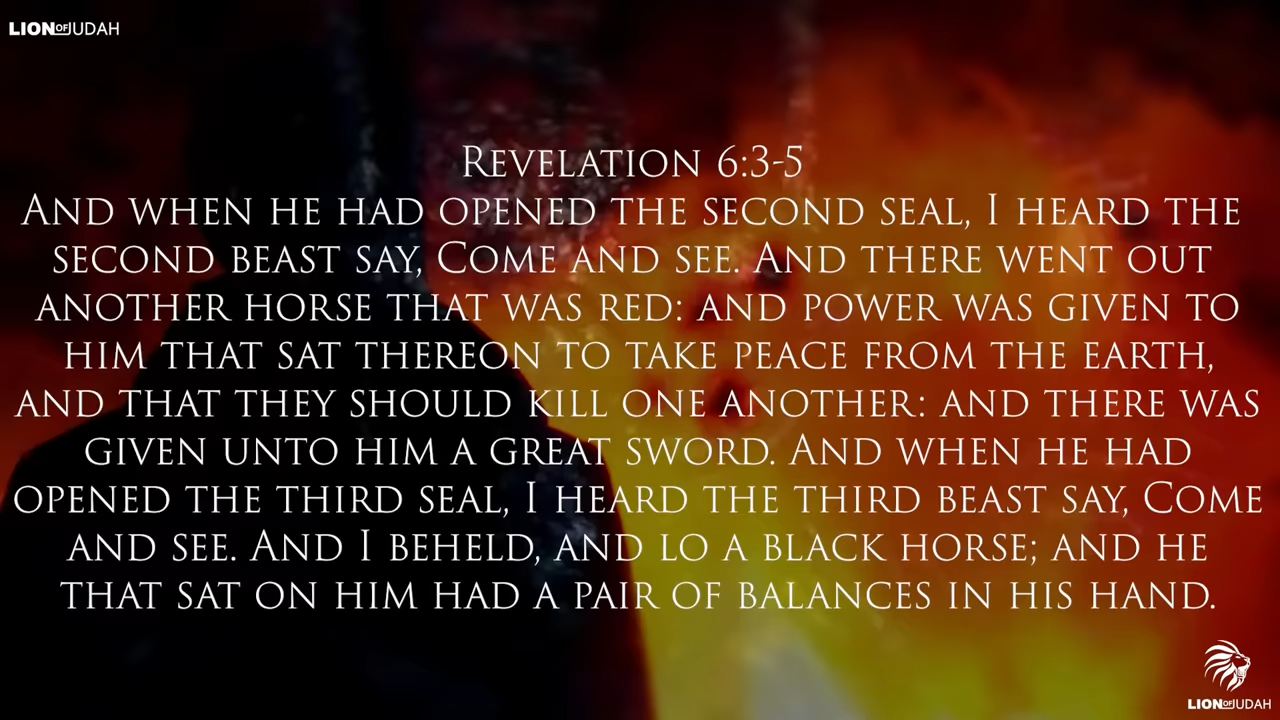 LION OF JUDAH
Revelation 6:3-5
And when he had opened the second seal, I heard the
second beast say, Come and see. And there went out
another horse that was red: and power was given to
him that sat thereon to take peace from the earth,
and that they should kill one another: and there was
given unto him a great sword. And when he had
opened the third seal, I heard the third beast say, Come
and see. And I beheld, and lo a black horse; and he
that sat on him had a pair of balances in his hand.
LION OF JUDAH